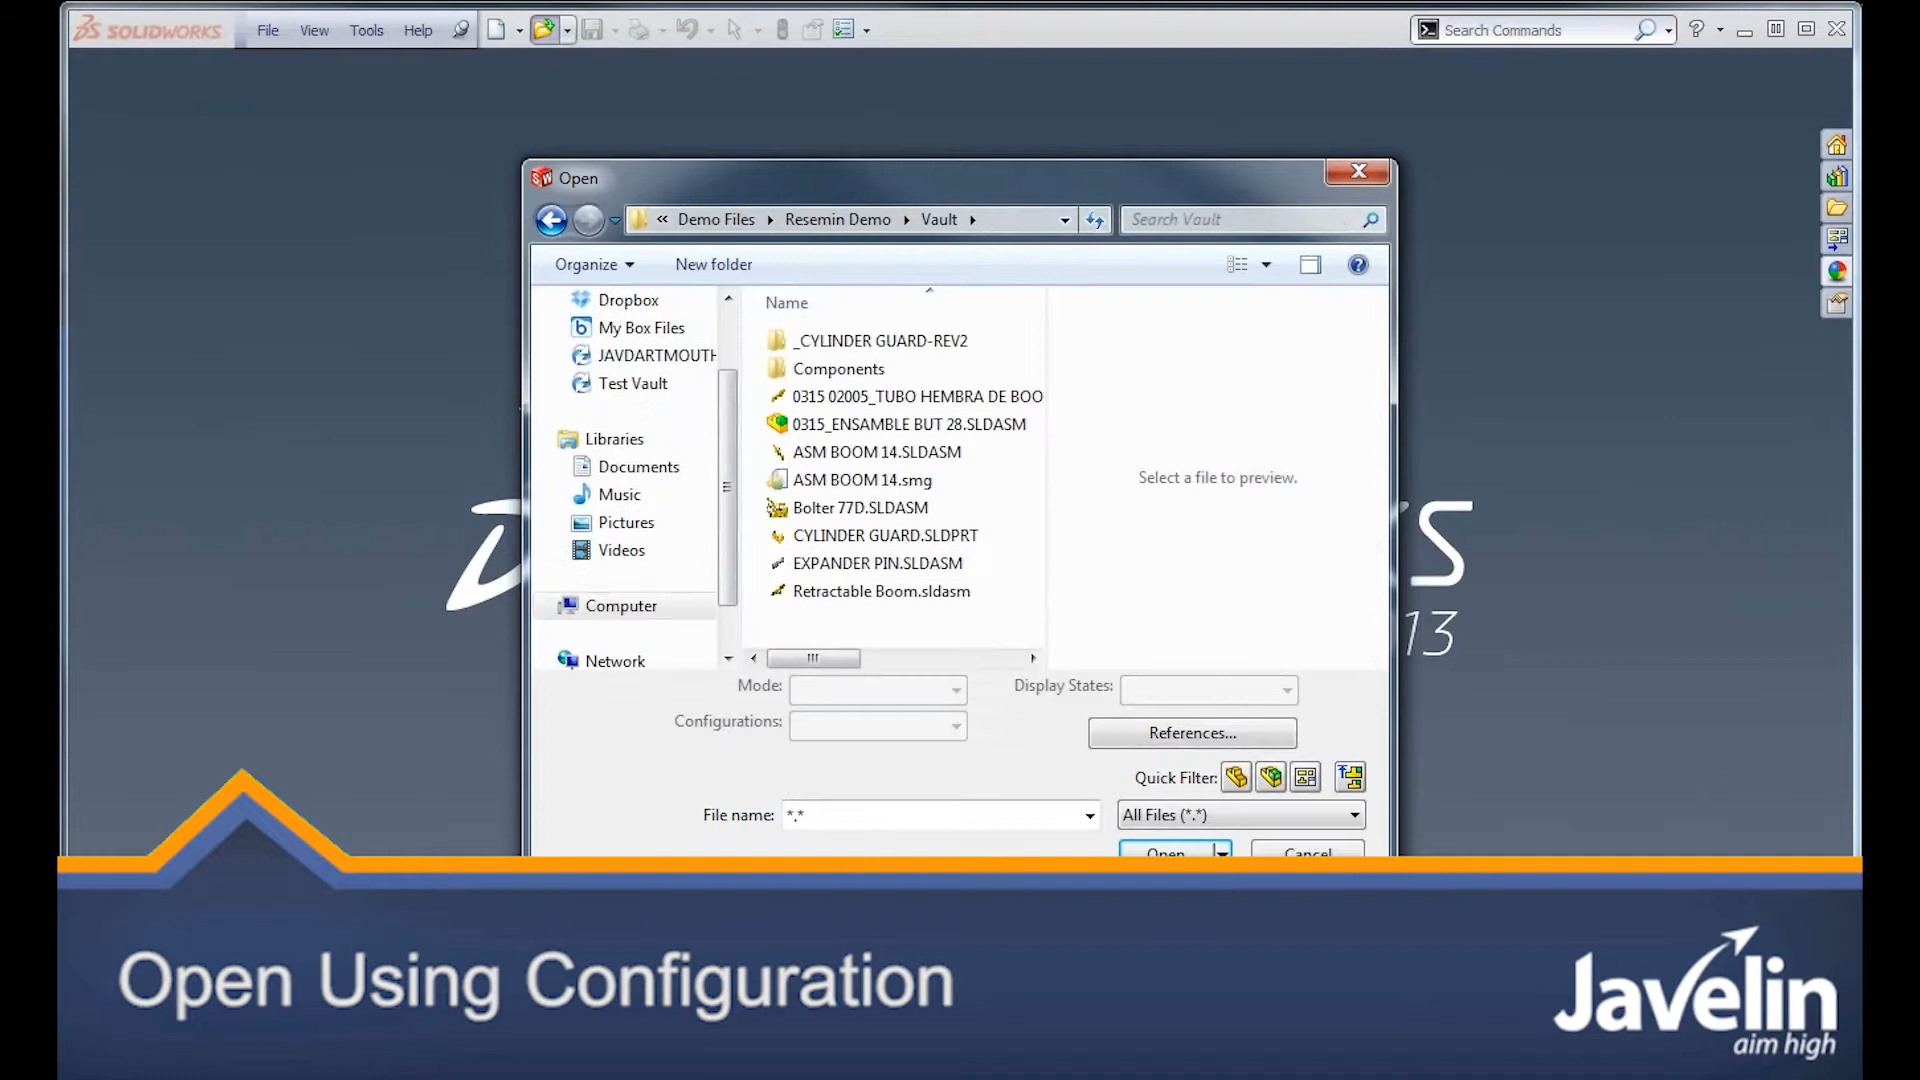 SOLIDWORKS File View Tools Help Search Commands
Open
« Demo Files Resemin Demo Vault Search Vault
Organize New folder
Dropbox
My Box Files
JAVDARTMOUTH
Test Vault
Libraries
Documents
Music
Pictures
Videos
Computer
Network
Name
_CYLINDER GUARD-REV2
Components
0315 02005_TUBO HEMBRA DE BOO
0315_ENSAMBLE BUT 28.SLDASM
ASM BOOM 14.SLDASM
ASM BOOM 14.smg
Bolter 77D.SLDASM
CYLINDER GUARD.SLDPRT
EXPANDER PIN.SLDASM
Retractable Boom.sldasm
Select a file to preview.
Mode: Display States:
Configurations:
References...
Quick Filter:
File name: *.* All Files (*.*)
Open Cancel
D S
13
Open Using Configuration
Javelin
aim high